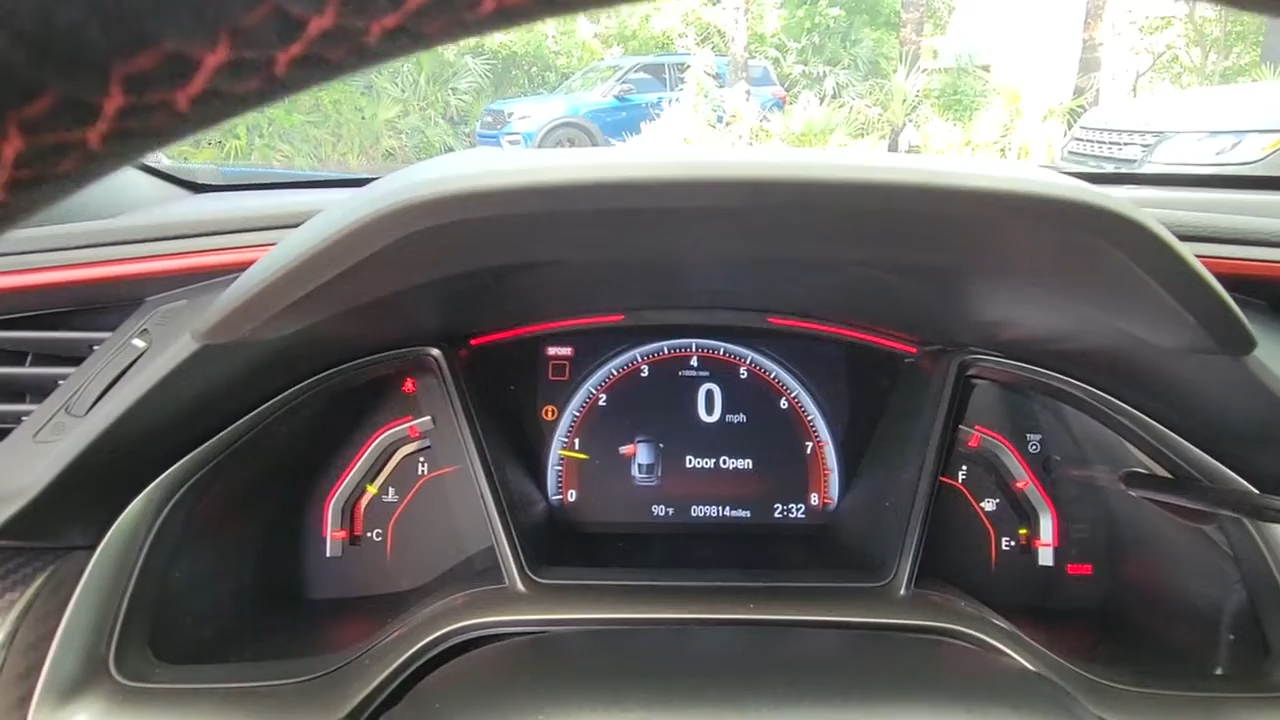 SPORT
4
3
5
x1000r/min
2
0 mph
6
1
7
Door Open
0
8
90°F 009814 miles 2:32
H
C
TRIP
F
E
BRAKE